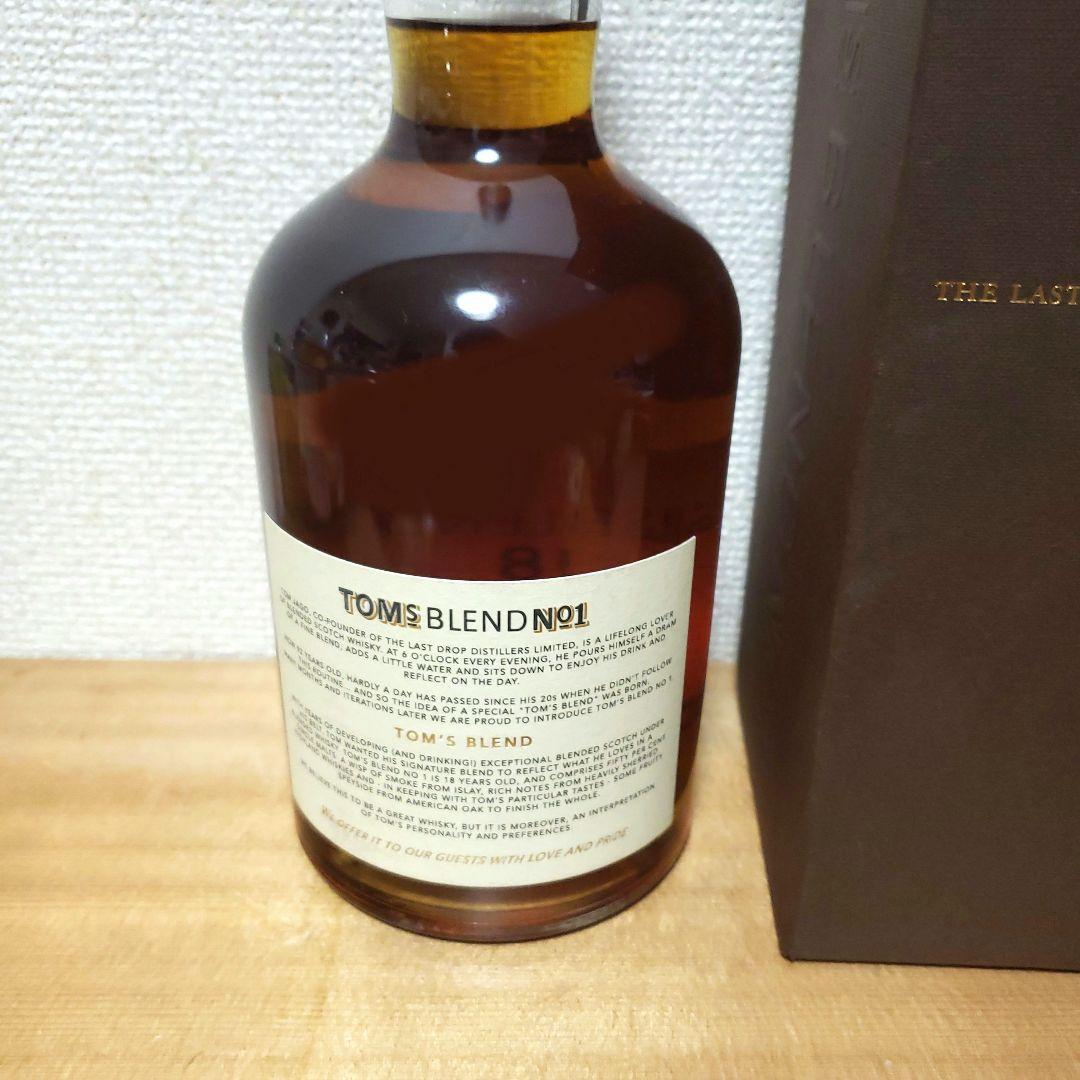 THE LAST
18
TOMS BLEND No1
TOM JAGO, CO-FOUNDER OF THE LAST DROP DISTILLERS LIMITED, IS A LIFELONG LOVER
OF BLENDED SCOTCH WHISKY. AT 6 O'CLOCK EVERY EVENING, HE POURS HIMSELF A DRAM
OF A FINE BLEND; ADDS A LITTLE WATER AND SITS DOWN TO ENJOY HIS DRINK AND
REFLECT ON THE DAY.
NOW 92 YEARS OLD, HARDLY A DAY HAS PASSED SINCE HIS 20s WHEN HE DIDN'T FOLLOW
THIS ROUTINE... AND SO THE IDEA OF A SPECIAL "TOM'S BLEND" WAS BORN.
MANY MONTHS AND ITERATIONS LATER WE ARE PROUD TO INTRODUCE TOM'S BLEND NO 1.
TOM'S BLEND
WITH YEARS OF DEVELOPING (AND DRINKING!) EXCEPTIONAL BLENDED SCOTCH UNDER
HIS BELT, TOM WANTED HIS SIGNATURE BLEND TO REFLECT WHAT HE LOVES IN A
BLENDED WHISKY. TOM'S BLEND NO 1 IS 18 YEARS OLD, AND COMPRISES FIFTY PER CENT
SINGLE MALTS, A WISP OF SMOKE FROM ISLAY, RICH NOTES FROM HEAVILY SHERRIED
WHISKIES AND - IN KEEPING WITH TOM'S PARTICULAR TASTES - SOME FRUITY
SPEYSIDE FROM AMERICAN OAK TO FINISH THE WHOLE.
WE BELIEVE THIS TO BE A GREAT WHISKY, BUT IT IS MOREOVER, AN INTERPRETATION
OF TOM'S PERSONALITY AND PREFERENCES.
WE OFFER IT TO OUR GUESTS WITH LOVE AND PRIDE